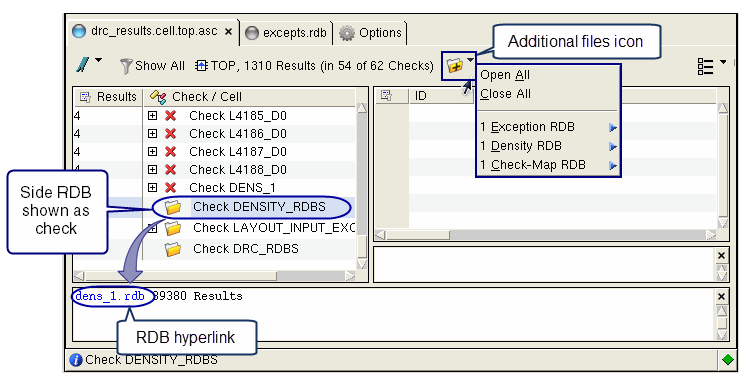 drc_results.cell.top.asc
excepts.rdb
Options
Additional files icon
Show All
TOP, 1310 Results (in 54 of 62 Checks)
Open All
Close All
1 Exception RDB
1 Density RDB
1 Check-Map RDB
Results
Check / Cell
ID
4
Check L4185_D0
4
Check L4186_D0
4
Check L4187_D0
4
Check L4188_D0
Check DENS_1
Check DENSITY_RDBS
Check LAYOUT_INPUT_EXC
Check DRC_RDBS
Side RDB
shown as
check
dens_1.rdb
39380 Results
RDB hyperlink
Check DENSITY_RDBS